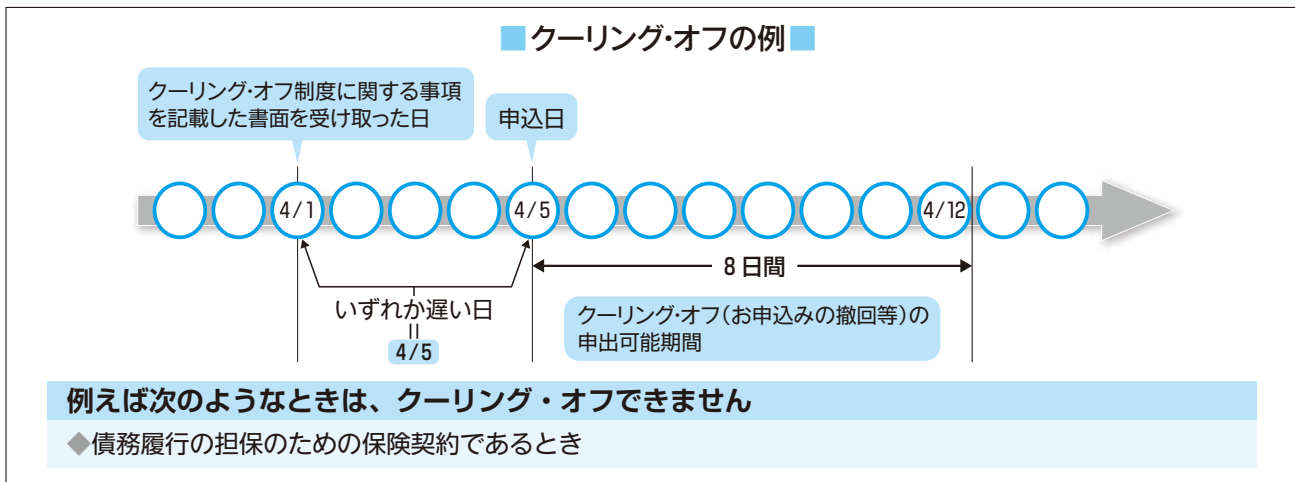 ■クーリング・オフの例■
クーリング・オフ制度に関する事項
を記載した書面を受け取った日
申込日
4/1
4/5
4/12
8日間
いずれか遅い日
=
4/5
クーリング・オフ（お申込みの撤回等）の
申出可能期間
例えば次のようなときは、クーリング・オフできません
◆債務履行の担保のための保険契約であるとき